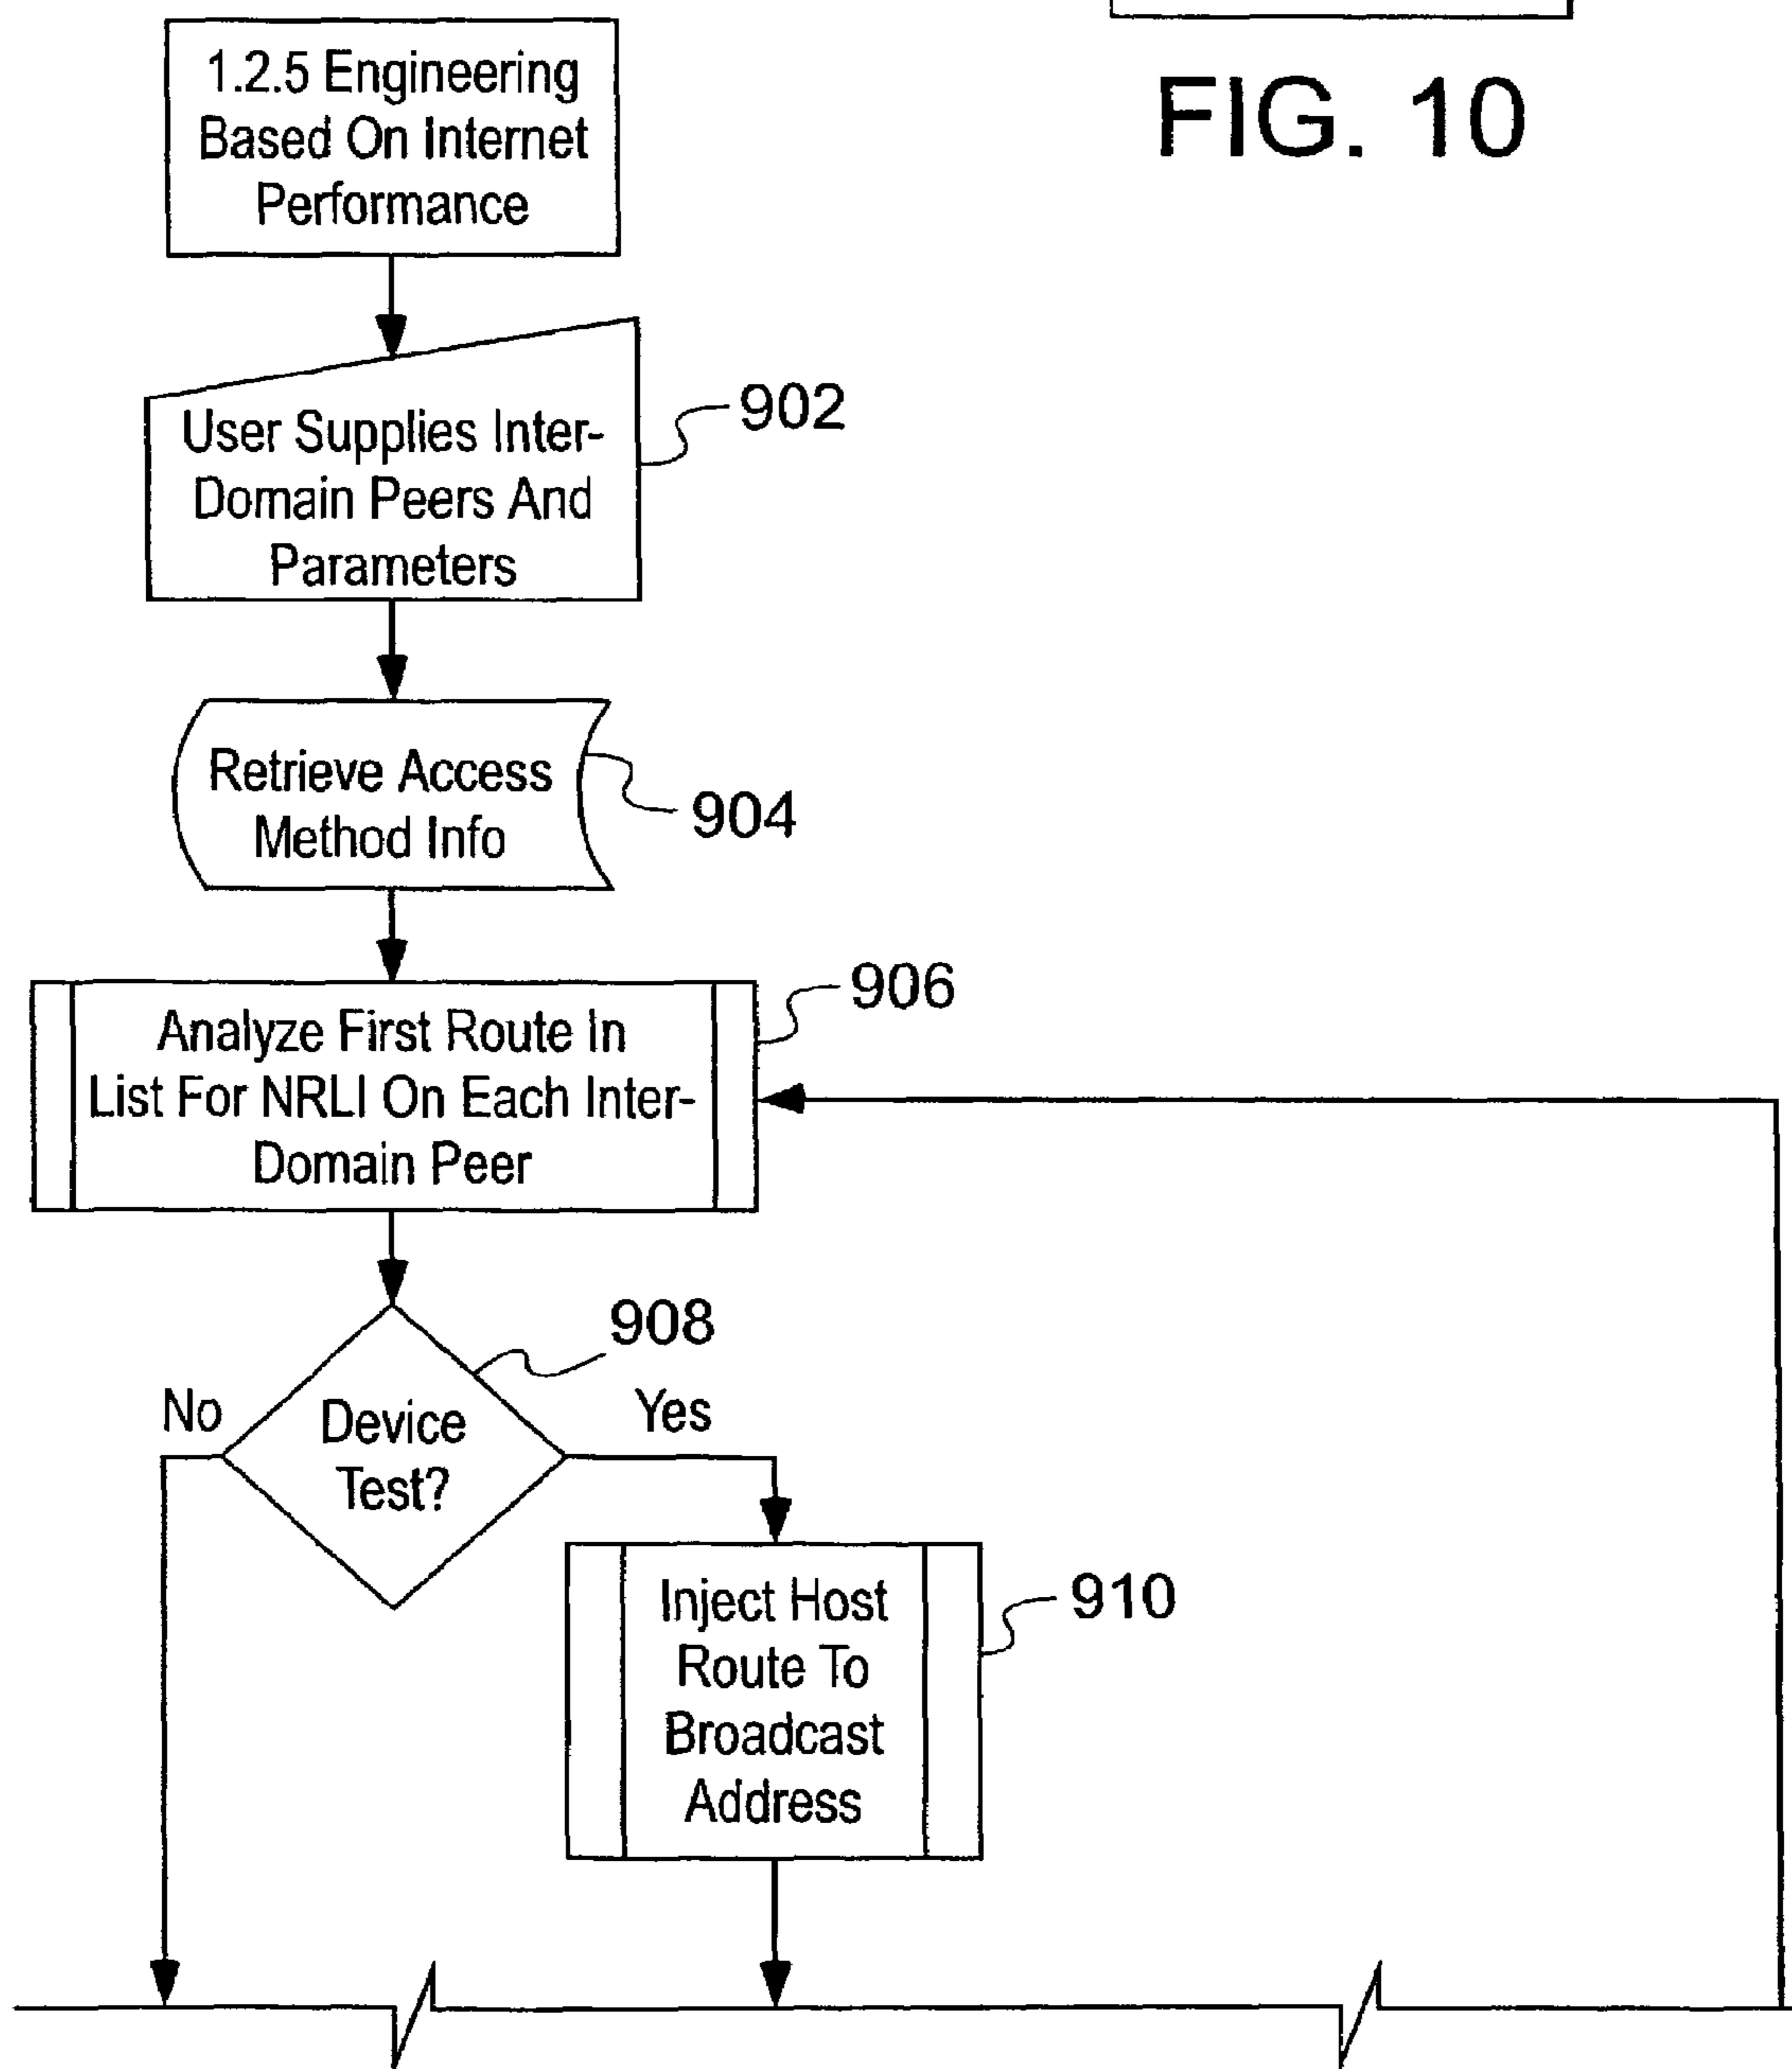 FIG. 10
1.2.5 Engineering
Based On Internet
Performance
902
User Supplies Inter-
Domain Peers And
Parameters
904
Retrieve Access
Method Info
906
Analyze First Route In
List For NRLI On Each Inter-
Domain Peer
908
No
Yes
Device
Test?
910
Inject Host
Route To
Broadcast
Address